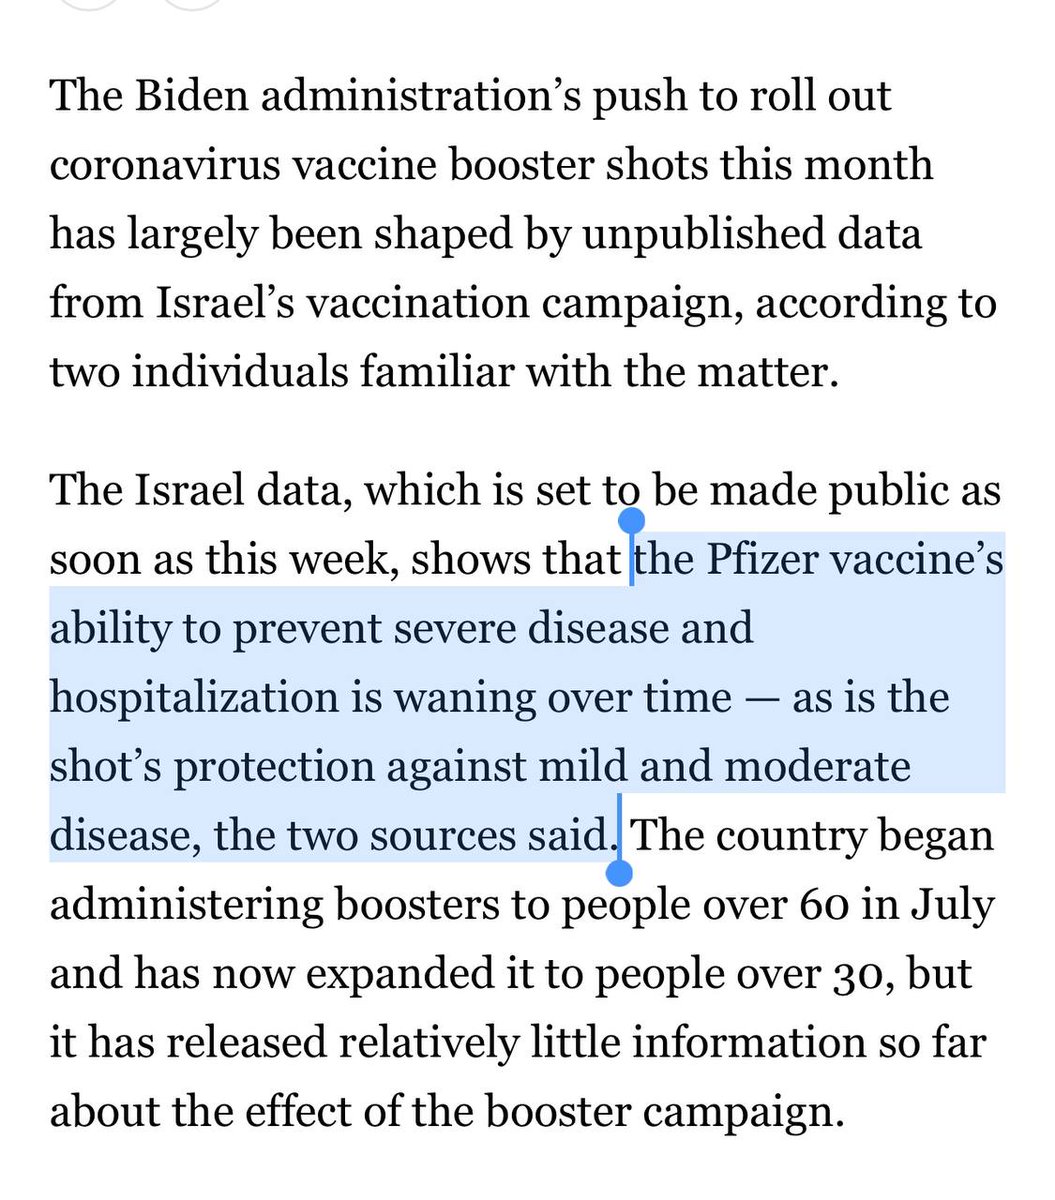 The Biden administration’s push to roll out
coronavirus vaccine booster shots this month
has largely been shaped by unpublished data
from Israel’s vaccination campaign, according to
two individuals familiar with the matter.
The Israel data, which is set to be made public as
soon as this week, shows that the Pfizer vaccine’s
ability to prevent severe disease and
hospitalization is waning over time — as is the
shot’s protection against mild and moderate
disease, the two sources said. The country began
administering boosters to people over 60 in July
and has now expanded it to people over 30, but
it has released relatively little information so far
about the effect of the booster campaign.